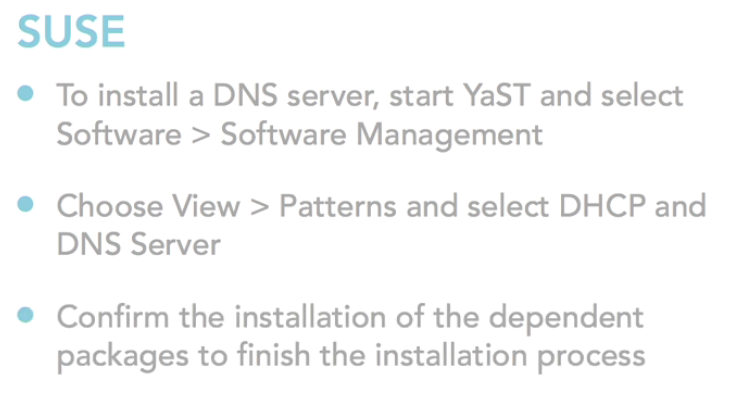 SUSE
• To install a DNS server, start YaST and select
Software > Software Management
• Choose View > Patterns and select DHCP and
DNS Server
• Confirm the installation of the dependent
packages to finish the installation process